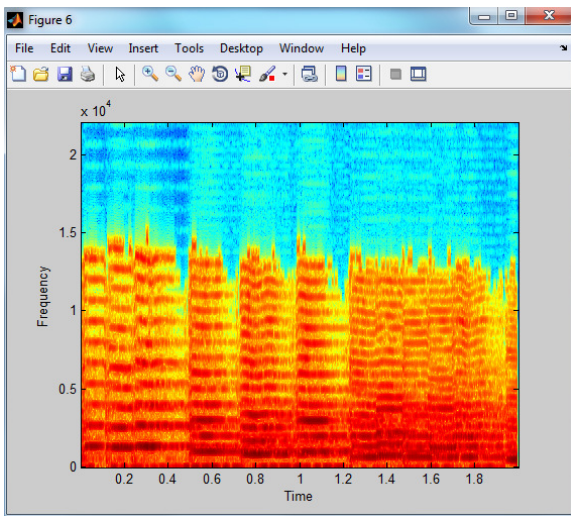 Figure 6
File Edit View Insert Tools Desktop Window Help
x 10^4
2
1.5
1
0.5
0
Frequency
0.2 0.4 0.6 0.8 1 1.2 1.4 1.6 1.8
Time